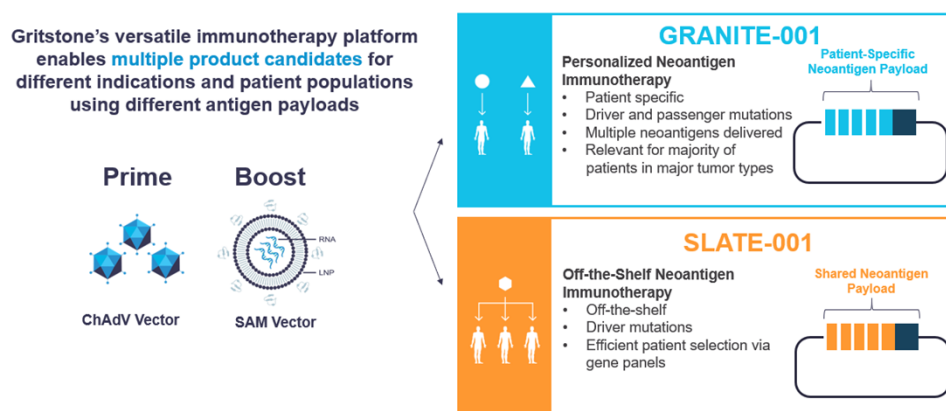 Gritstone's versatile immunotherapy platform
enables multiple product candidates for
different indications and patient populations
using different antigen payloads
Prime
Boost
RNA
LNP
ChAdV Vector
SAM Vector
GRANITE-001
Personalized Neoantigen
Immunotherapy
• Patient specific
• Driver and passenger mutations
• Multiple neoantigens delivered
• Relevant for majority of
patients in major tumor types
Patient-Specific
Neoantigen Payload
SLATE-001
Off-the-Shelf Neoantigen
Immunotherapy
• Off-the-shelf
• Driver mutations
• Efficient patient selection via
gene panels
Shared Neoantigen
Payload